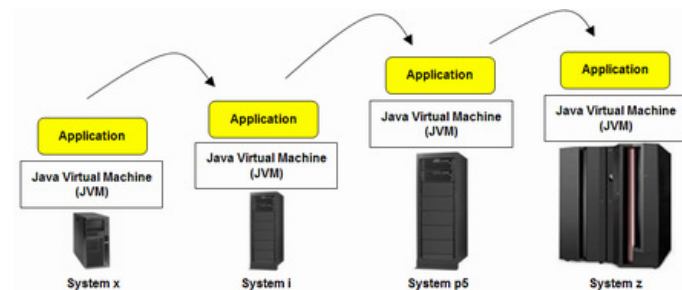 Application
Java Virtual Machine
(JVM)
System x
Application
Java Virtual Machine
(JVM)
System i
Application
Java Virtual Machine
(JVM)
System p5
Application
Java Virtual Machine
(JVM)
System z